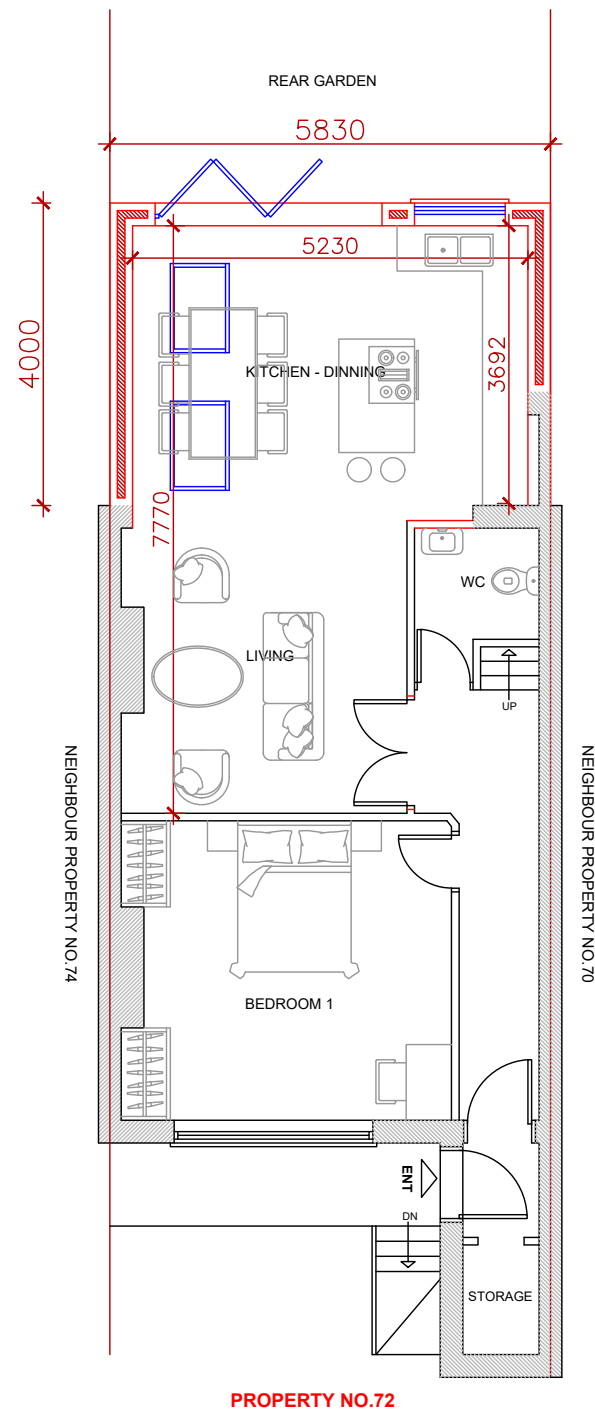 REAR GARDEN
5830
5230
4000
3692
KITCHEN - DINNING
7770
WC
LIVING
UP
NEIGHBOUR PROPERTY NO.74
NEIGHBOUR PROPERTY NO.70
BEDROOM 1
ENT
DN
STORAGE
PROPERTY NO.72